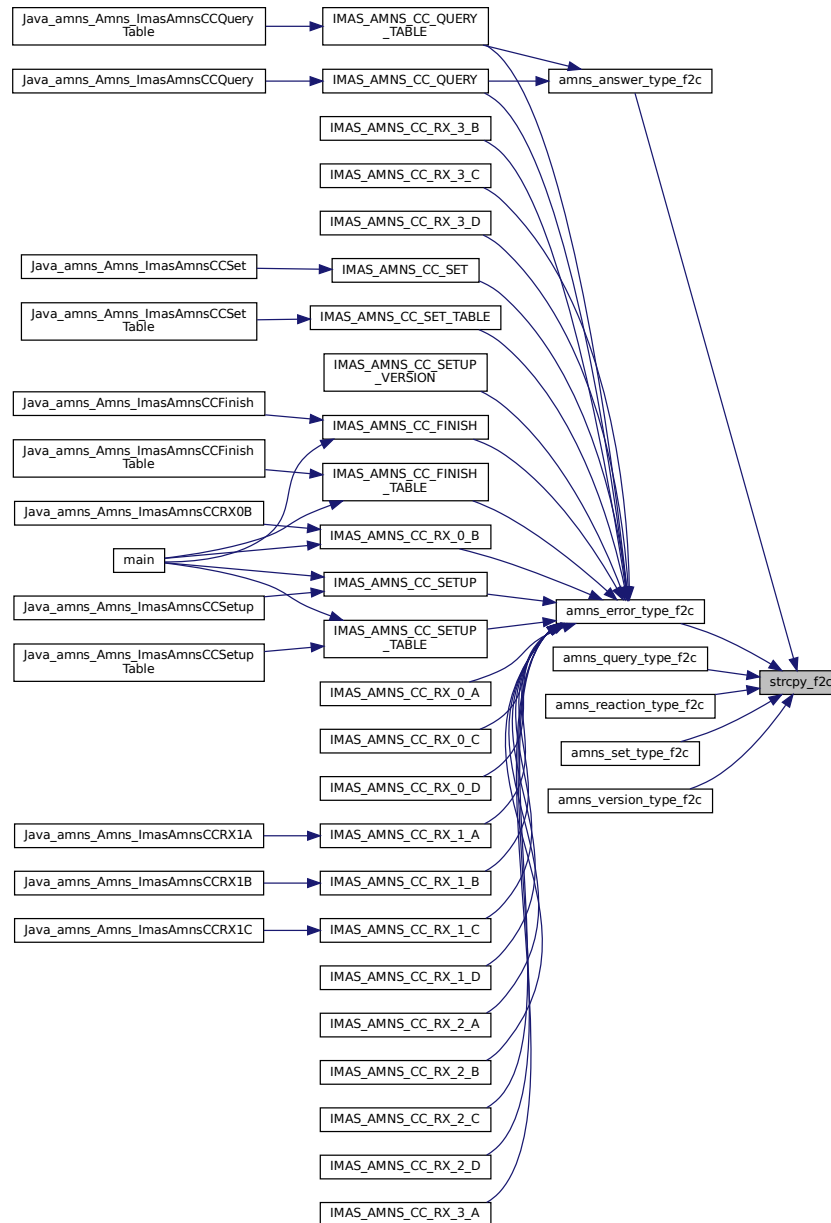 Java_amns_Amns_ImasAmnsCCQuery
Table
IMAS_AMNS_CC_QUERY
_TABLE
amns_answer_type_f2c
Java_amns_Amns_ImasAmnsCCQuery
IMAS_AMNS_CC_QUERY
IMAS_AMNS_CC_RX_3_B
IMAS_AMNS_CC_RX_3_C
IMAS_AMNS_CC_RX_3_D
Java_amns_Amns_ImasAmnsCCSet
IMAS_AMNS_CC_SET
Java_amns_Amns_ImasAmnsCCSet
Table
IMAS_AMNS_CC_SET_TABLE
IMAS_AMNS_CC_SETUP
_VERSION
Java_amns_Amns_ImasAmnsCCFinish
IMAS_AMNS_CC_FINISH
Java_amns_Amns_ImasAmnsCCFinish
Table
IMAS_AMNS_CC_FINISH
_TABLE
Java_amns_Amns_ImasAmnsCCRX0B
IMAS_AMNS_CC_RX_0_B
main
IMAS_AMNS_CC_SETUP
Java_amns_Amns_ImasAmnsCCSetup
amns_error_type_f2c
IMAS_AMNS_CC_SETUP
_TABLE
Java_amns_Amns_ImasAmnsCCSetup
Table
amns_query_type_f2c
strcpy_f2c
IMAS_AMNS_CC_RX_0_A
amns_reaction_type_f2c
IMAS_AMNS_CC_RX_0_C
amns_set_type_f2c
IMAS_AMNS_CC_RX_0_D
amns_version_type_f2c
Java_amns_Amns_ImasAmnsCCRX1A
IMAS_AMNS_CC_RX_1_A
Java_amns_Amns_ImasAmnsCCRX1B
IMAS_AMNS_CC_RX_1_B
Java_amns_Amns_ImasAmnsCCRX1C
IMAS_AMNS_CC_RX_1_C
IMAS_AMNS_CC_RX_1_D
IMAS_AMNS_CC_RX_2_A
IMAS_AMNS_CC_RX_2_B
IMAS_AMNS_CC_RX_2_C
IMAS_AMNS_CC_RX_2_D
IMAS_AMNS_CC_RX_3_A